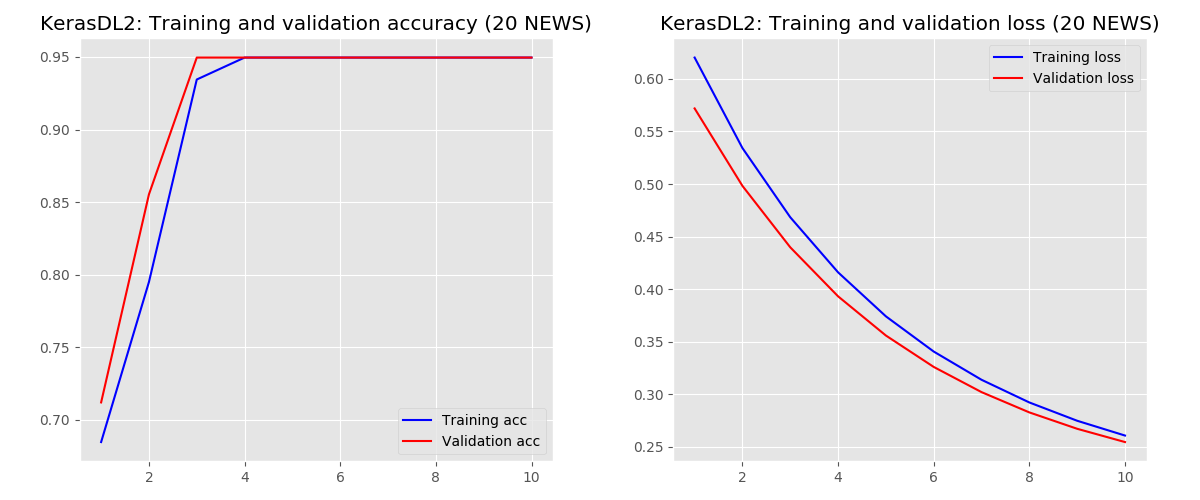 KerasDL2: Training and validation accuracy (20 NEWS)
0.95
0.90
0.85
0.80
0.75
0.70
2 4 6 8 10
Training acc
Validation acc
KerasDL2: Training and validation loss (20 NEWS)
0.60
0.55
0.50
0.45
0.40
0.35
0.30
0.25
2 4 6 8 10
Training loss
Validation loss